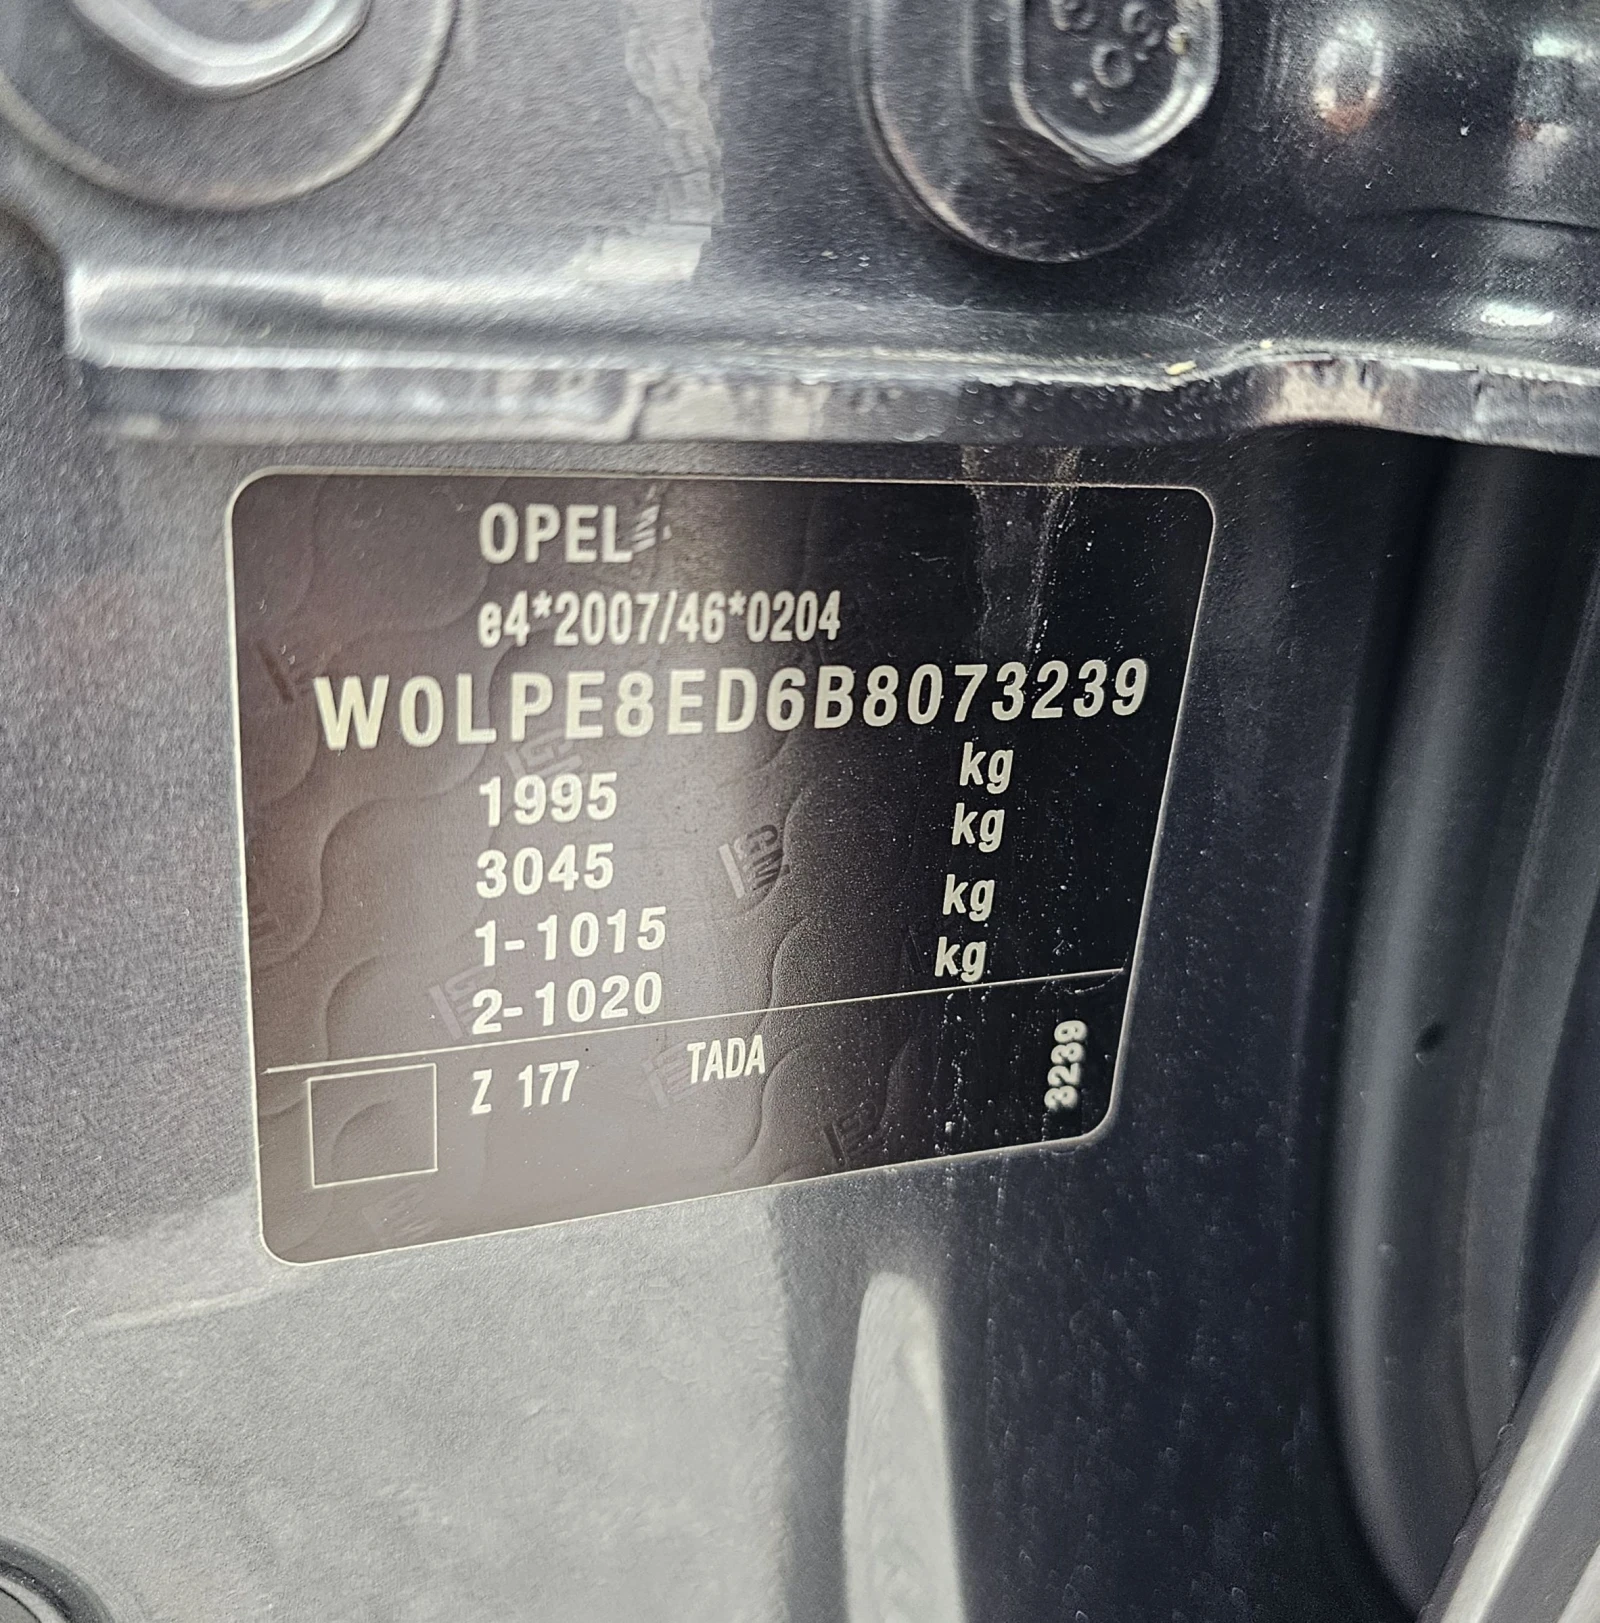 OPEL
e4*2007/46*0204
W0LPE8ED6B8073239
1995 kg
3045 kg
1-1015 kg
2-1020 kg
Z 177 TADA
3239